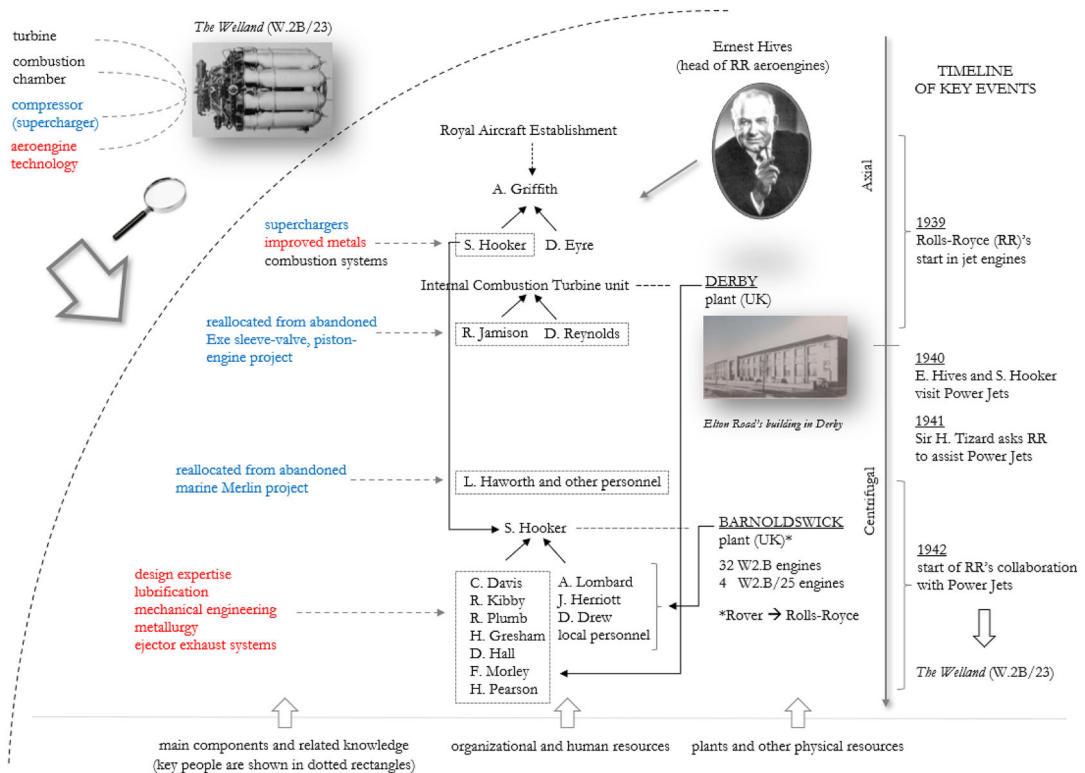 The Welland (W.2B/23)
turbine
combustion
chamber
compressor
(supercharger)
aeroengine
technology
Ernest Hives
(head of RR aeroengines)
TIMELINE
OF KEY EVENTS
Royal Aircraft Establishment
A. Griffith
superchargers
improved metals
combustion systems
S. Hooker
D. Eyre
Internal Combustion Turbine unit
reallocated from abandoned
Exe sleeve-valve, piston-
engine project
R. Jamison
D. Reynolds
DERBY
plant (UK)
Elton Road's building in Derby
reallocated from abandoned
marine Merlin project
L. Haworth and other personnel
S. Hooker
BARNOLDSWICK
plant (UK)*
32 W2.B engines
4 W2.B/25 engines
*Rover → Rolls-Royce
design expertise
lubrification
mechanical engineering
metallurgy
ejector exhaust systems
C. Davis
R. Kibby
R. Plumb
H. Gresham
D. Hall
F. Morley
H. Pearson
A. Lombard
J. Herriott
D. Drew
local personnel
Axial
Centrifugal
1939
Rolls-Royce (RR)'s
start in jet engines
1940
E. Hives and S. Hooker
visit Power Jets
1941
Sir H. Tizard asks RR
to assist Power Jets
1942
start of RR's collaboration
with Power Jets
The Welland (W.2B/23)
main components and related knowledge
(key people are shown in dotted rectangles)
organizational and human resources
plants and other physical resources